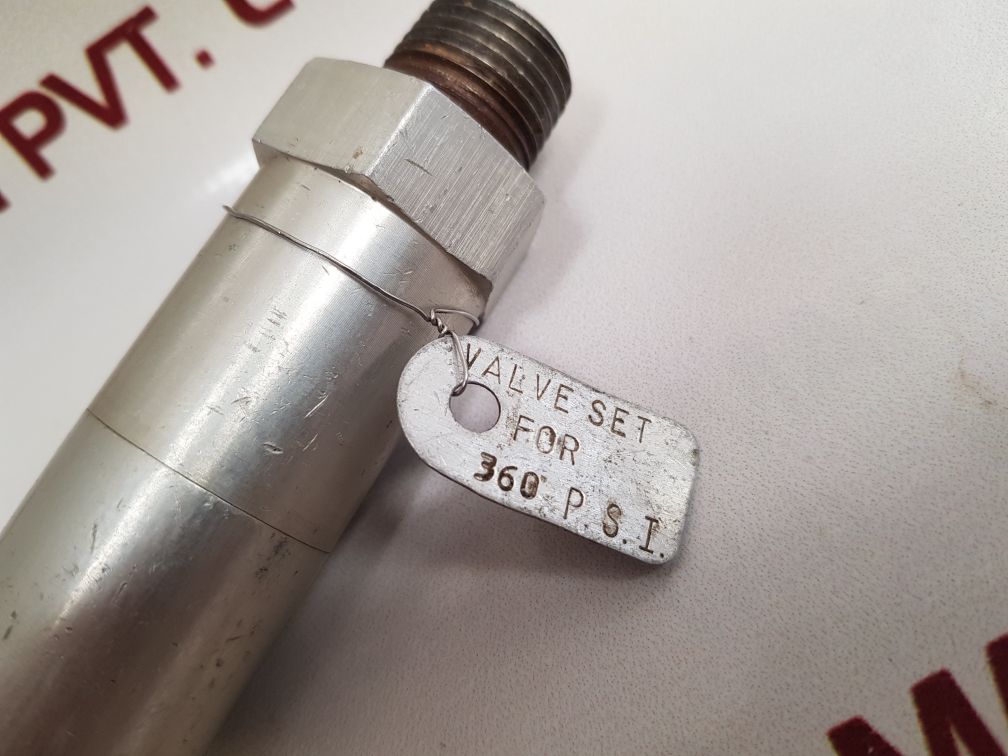 PVT.
VALVE SET
FOR
360 P.S.I.